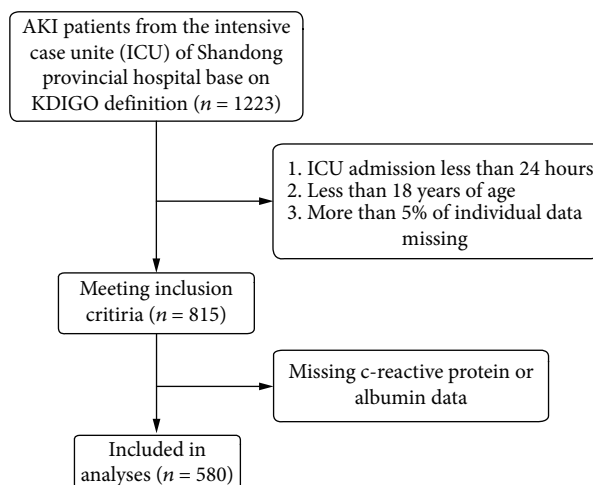 AKI patients from the intensive
case unite (ICU) of Shandong
provincial hospital base on
KDIGO definition (n = 1223)
1. ICU admission less than 24 hours
2. Less than 18 years of age
3. More than 5% of individual data
missing
Meeting inclusion
critiria (n = 815)
Missing c-reactive protein or
albumin data
Included in
analyses (n = 580)